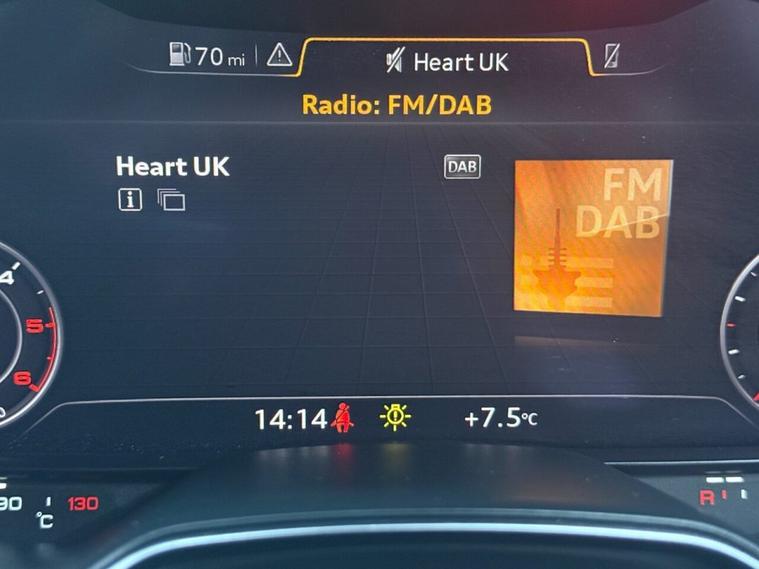 70 mi
Heart UK
Radio: FM/DAB
Heart UK
DAB
i
FM
DAB
4
5
6
14:14
+7.5°C
90
°C
130
R